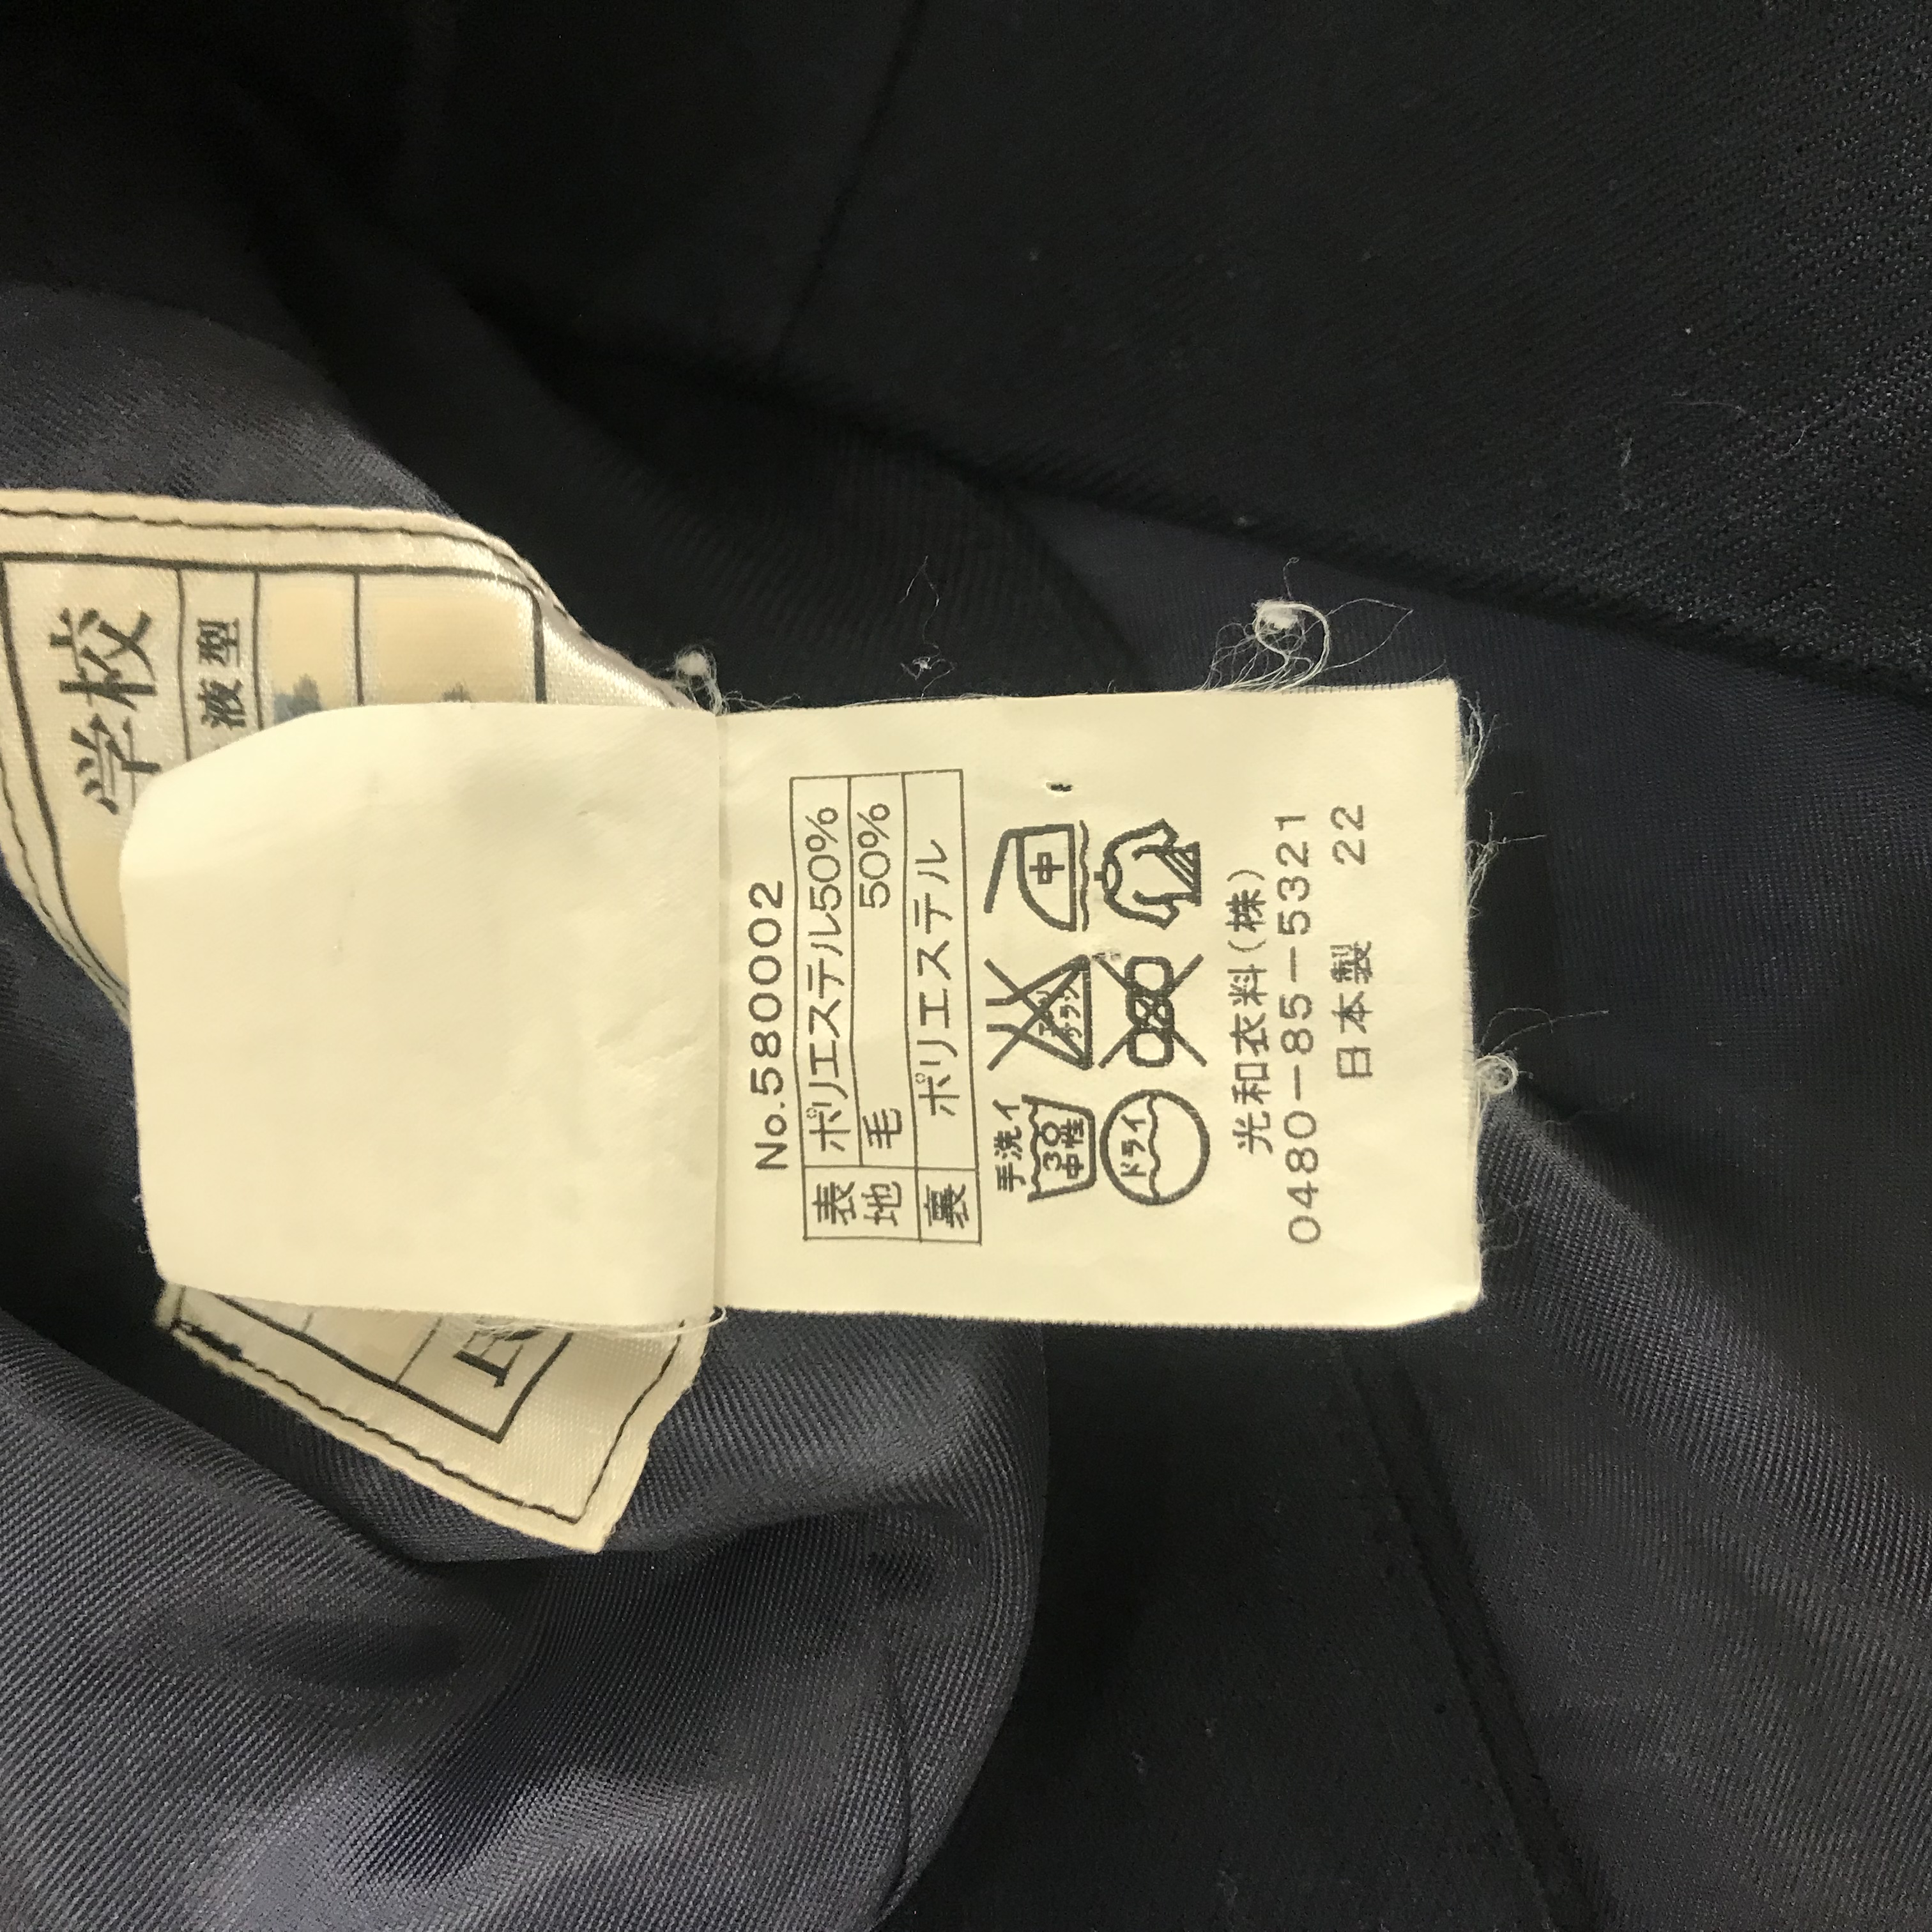 No.580002
表地 ポリエステル50%
毛 50%
裏 ポリエステル
手洗イ
30
中性
中
ドライ
光和衣料(株)
0480-85-5321
日本製 22
学校
液型